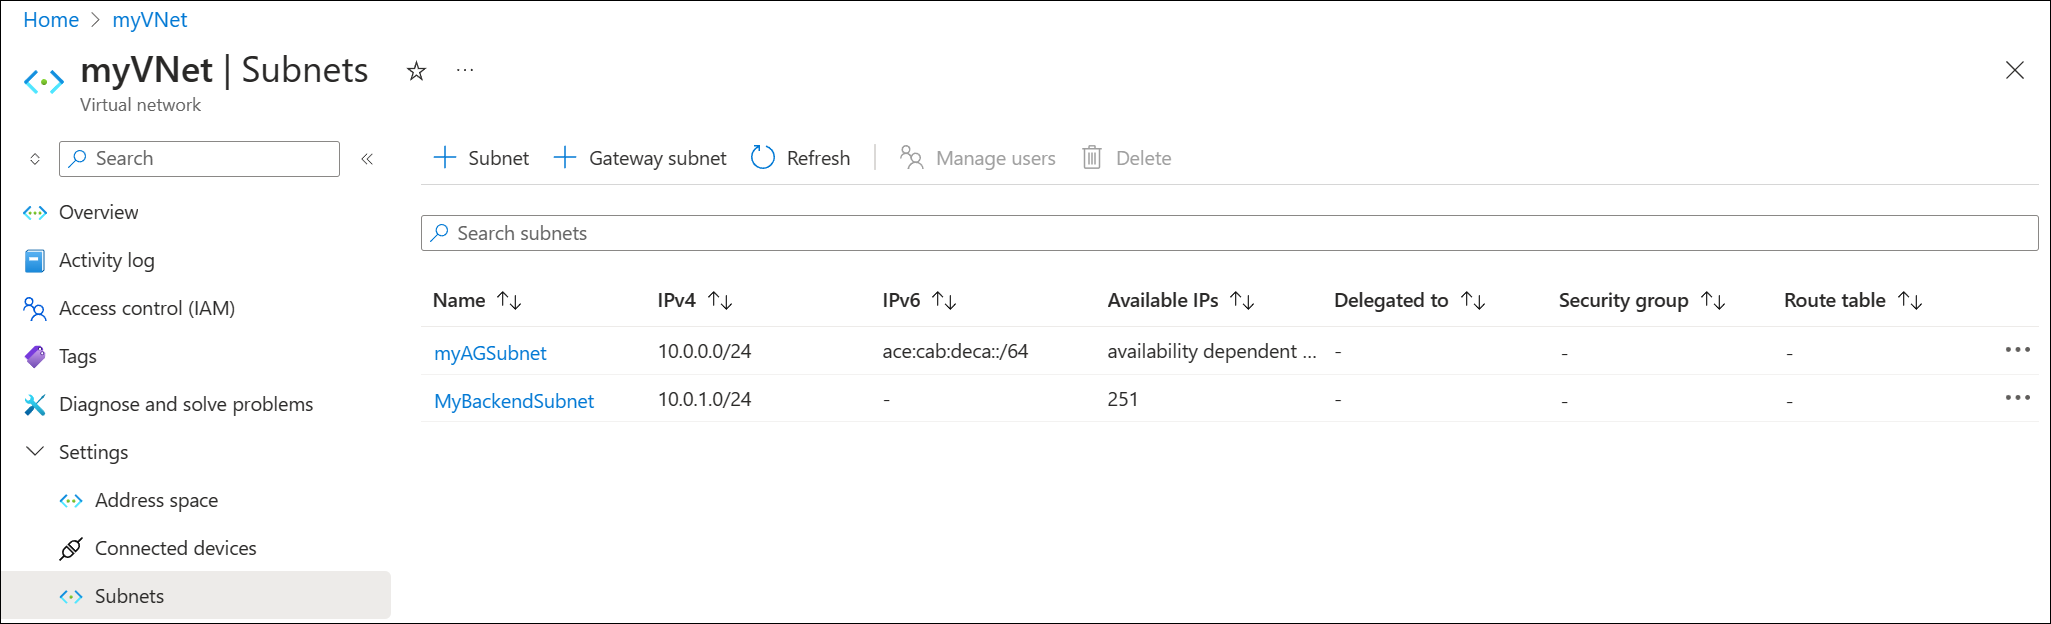 Home > myVNet
myVNet | Subnets ...
Virtual network
Search
Overview
Activity log
Access control (IAM)
Tags
Diagnose and solve problems
Settings
Address space
Connected devices
Subnets
Subnet Gateway subnet Refresh Manage users Delete
Search subnets
Name IPv4 IPv6 Available IPs Delegated to Security group Route table
myAGSubnet 10.0.0.0/24 ace:cab:deca::/64 availability dependent ... - - -
MyBackendSubnet 10.0.1.0/24 - 251 - - -